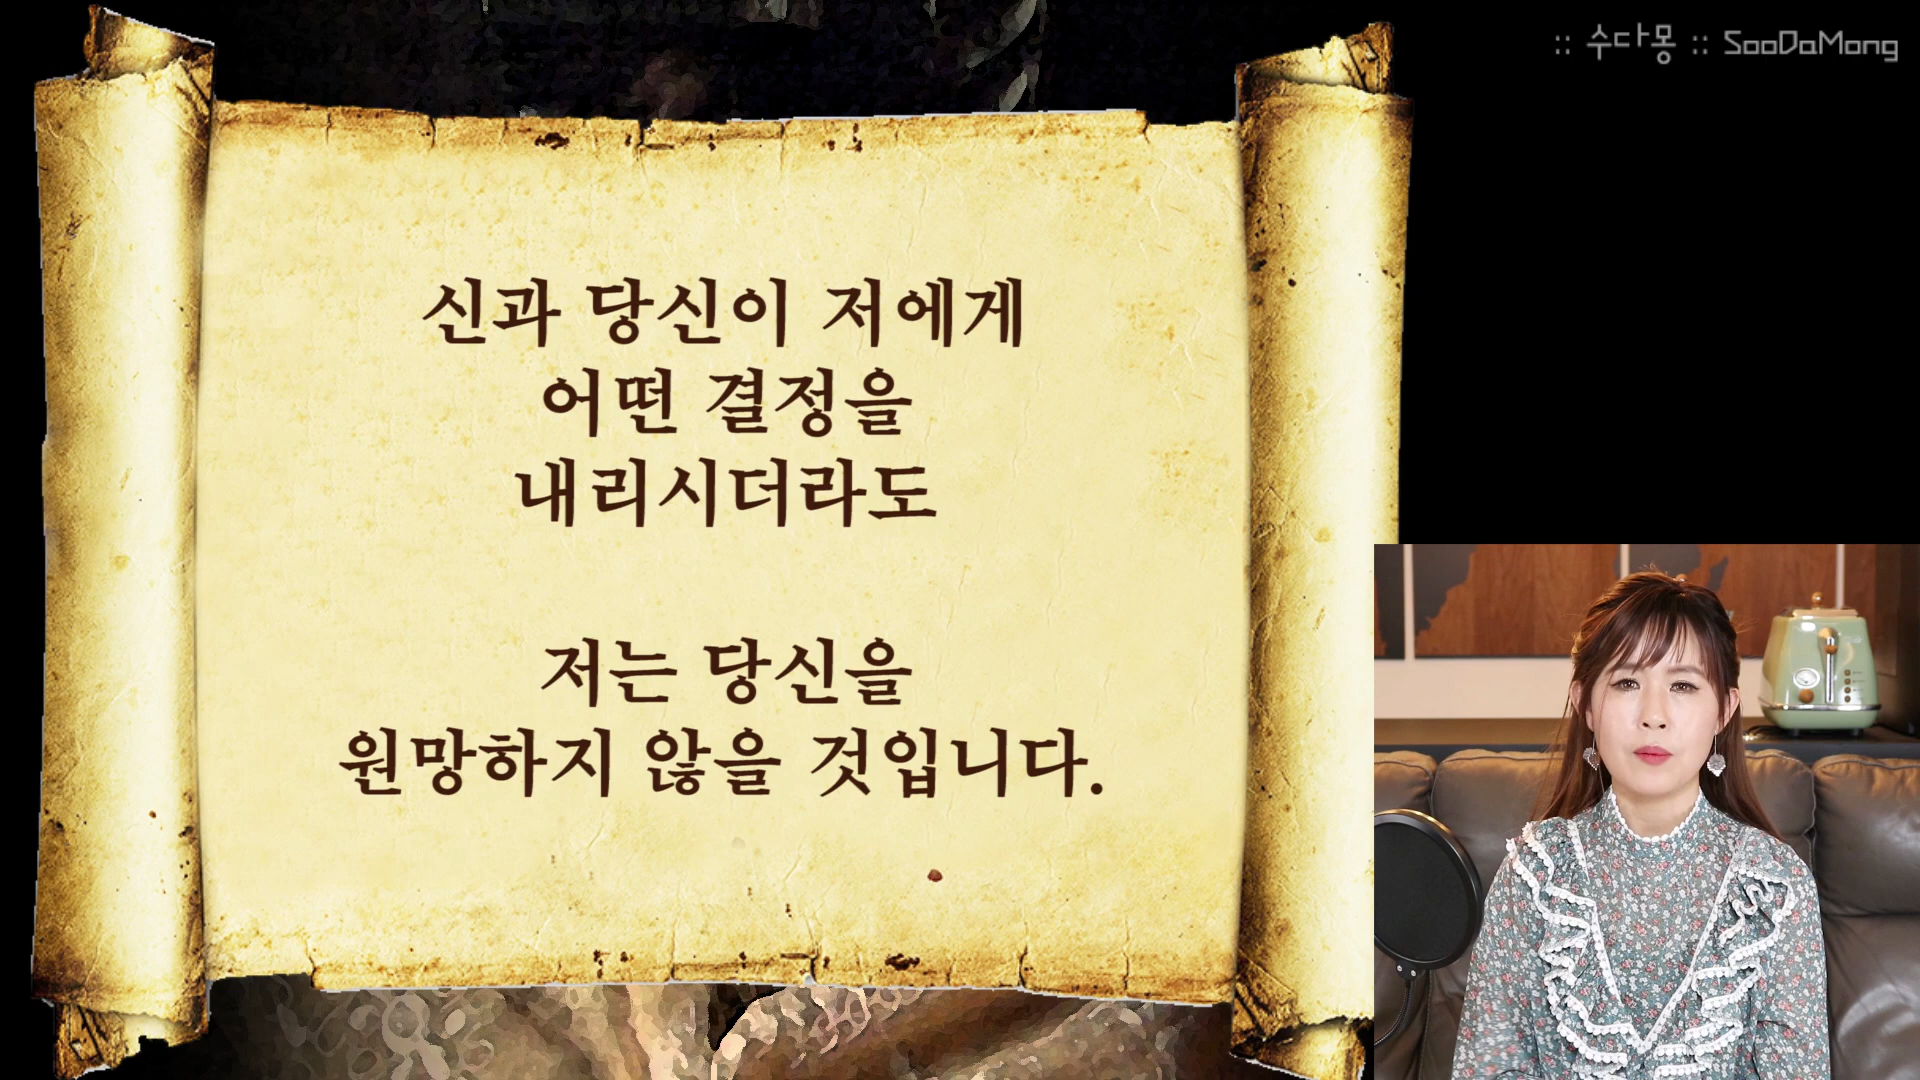 :: 수다몽 :: SooDaMong
신과 당신이 저에게
어떤 결정을
내리시더라도
저는 당신을
원망하지 않을 것입니다.